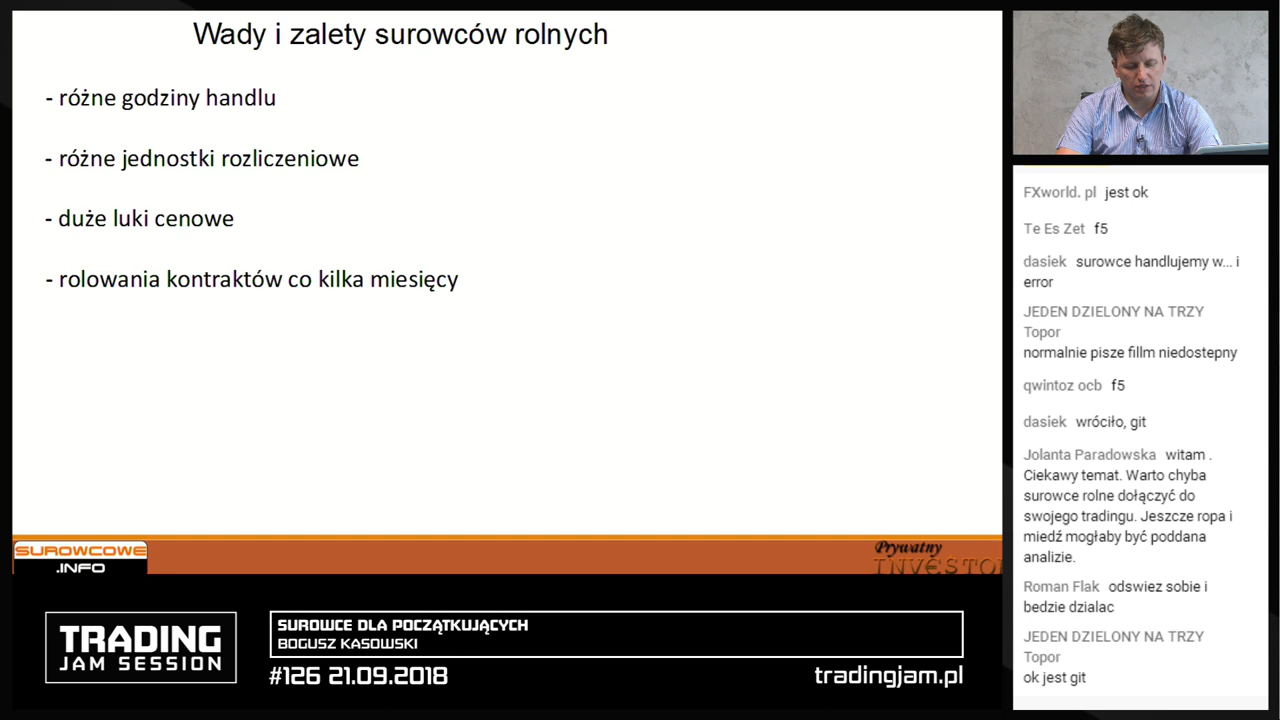 Wady i zalety surowców rolnych
- różne godziny handlu
- różne jednostki rozliczeniowe
- duże luki cenowe
- rolowania kontraktów co kilka miesięcy
SUROWCOWE
.INFO
Prywatny
INVESTOR
TRADING
JAM SESSION
SUROWCE DLA POCZĄTKUJĄCYCH
BOGUSZ KASOWSKI
#126 21.09.2018
tradingjam.pl
FXworld. pl jest ok
Te Es Zet f5
dasiek surowce handlujemy w... i
error
JEDEN DZIELONY NA TRZY
Topor
normalnie pisze fillm niedostepny
qwintoz ocb f5
dasiek wróciło, git
Jolanta Paradowska witam .
Ciekawy temat. Warto chyba
surowce rolne dołączyć do
swojego tradingu. Jeszcze ropa i
miedź mogłaby być poddana
analizie.
Roman Flak odswiez sobie i
bedzie dzialac
JEDEN DZIELONY NA TRZY
Topor
ok jest git